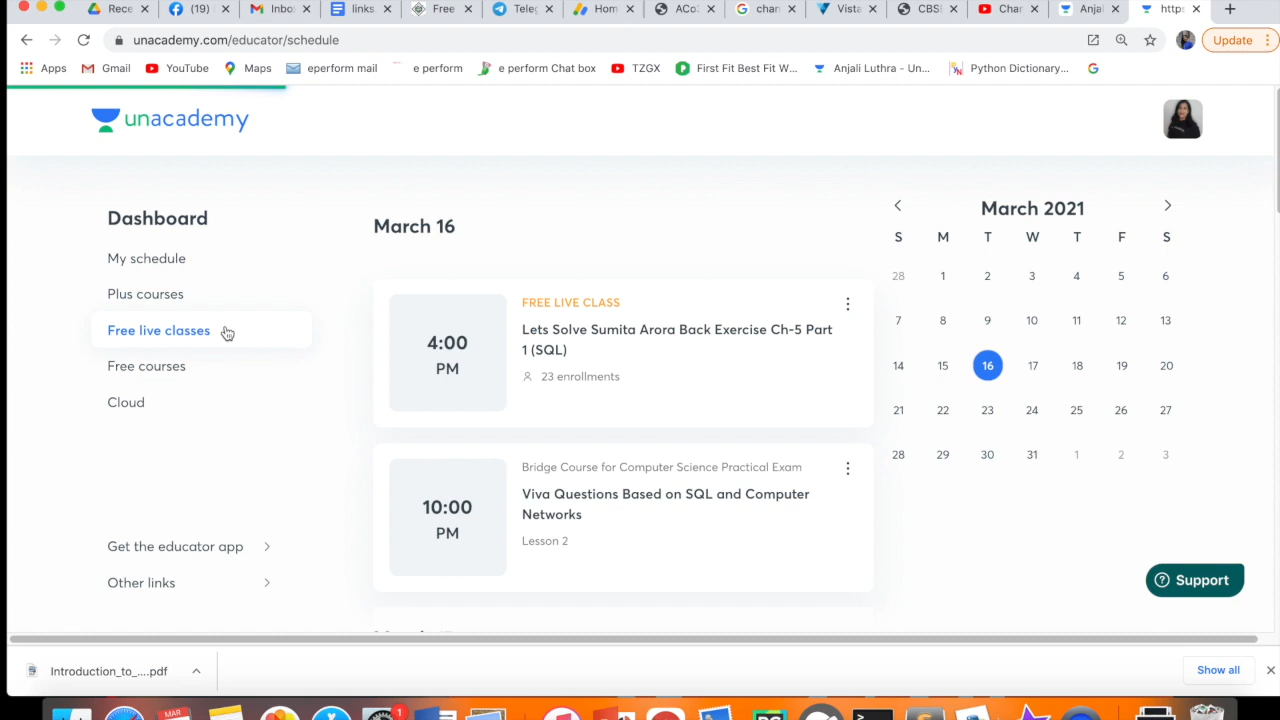 Rece
(19)
Inbo
links
Free
Teleg
Hom
ACo
chan
Vista
CBS
Char
Anjal
https
unacademy.com/educator/schedule
Update
Apps
Gmail
YouTube
Maps
eperform mail
e perform
e perform Chat box
TZGX
First Fit Best Fit W...
Anjali Luthra - Un...
Python Dictionary...
unacademy
Dashboard
My schedule
Plus courses
Free live classes
Free courses
Cloud
Get the educator app
Other links
March 16
4:00
PM
FREE LIVE CLASS
Lets Solve Sumita Arora Back Exercise Ch-5 Part
1 (SQL)
23 enrollments
10:00
PM
Bridge Course for Computer Science Practical Exam
Viva Questions Based on SQL and Computer
Networks
Lesson 2
March 2021
S M T W T F S
28 1 2 3 4 5 6
7 8 9 10 11 12 13
14 15 16 17 18 19 20
21 22 23 24 25 26 27
28 29 30 31 1 2 3
Support
Introduction_to_....pdf
Show all
MAR
1